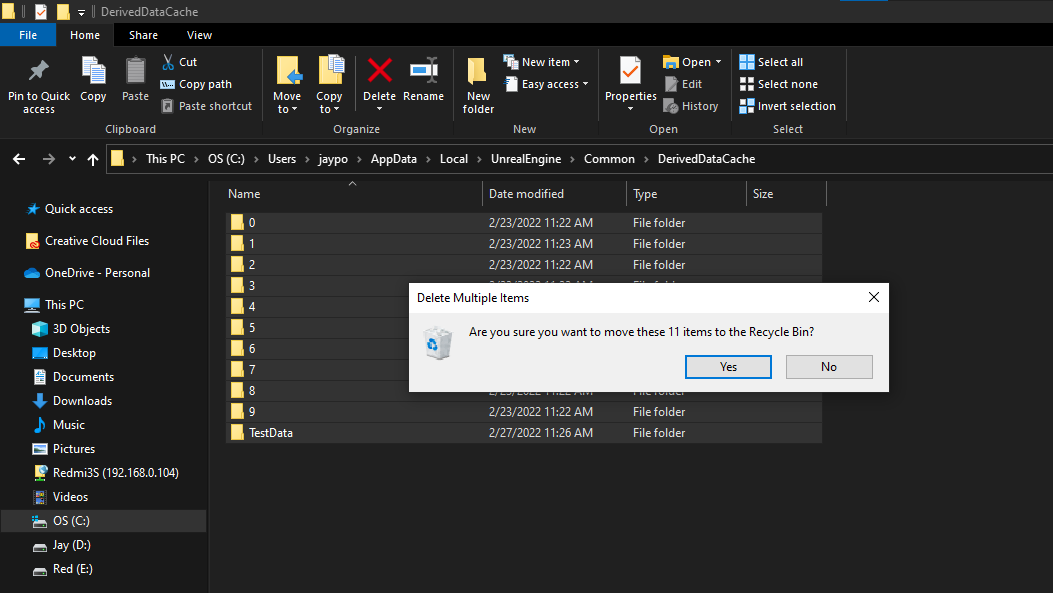 DerivedDataCache
File Home Share View
Pin to Quick access
Copy
Paste
Cut
Copy path
Paste shortcut
Clipboard
Move to
Copy to
Delete
Rename
Organize
New folder
New item
Easy access
New
Properties
Open
Edit
History
Open
Select all
Select none
Invert selection
Select
This PC > OS (C:) > Users > jaypo > AppData > Local > UnrealEngine > Common > DerivedDataCache
Quick access
Creative Cloud Files
OneDrive - Personal
This PC
3D Objects
Desktop
Documents
Downloads
Music
Pictures
Redmi3S (192.168.0.104)
Videos
OS (C:)
Jay (D:)
Red (E:)
Name Date modified Type Size
0 2/23/2022 11:22 AM File folder
1 2/23/2022 11:23 AM File folder
2 2/23/2022 11:22 AM File folder
3
4
5
6
7
8
9 2/23/2022 11:22 AM File folder
TestData 2/27/2022 11:26 AM File folder
Delete Multiple Items
Are you sure you want to move these 11 items to the Recycle Bin?
Yes No